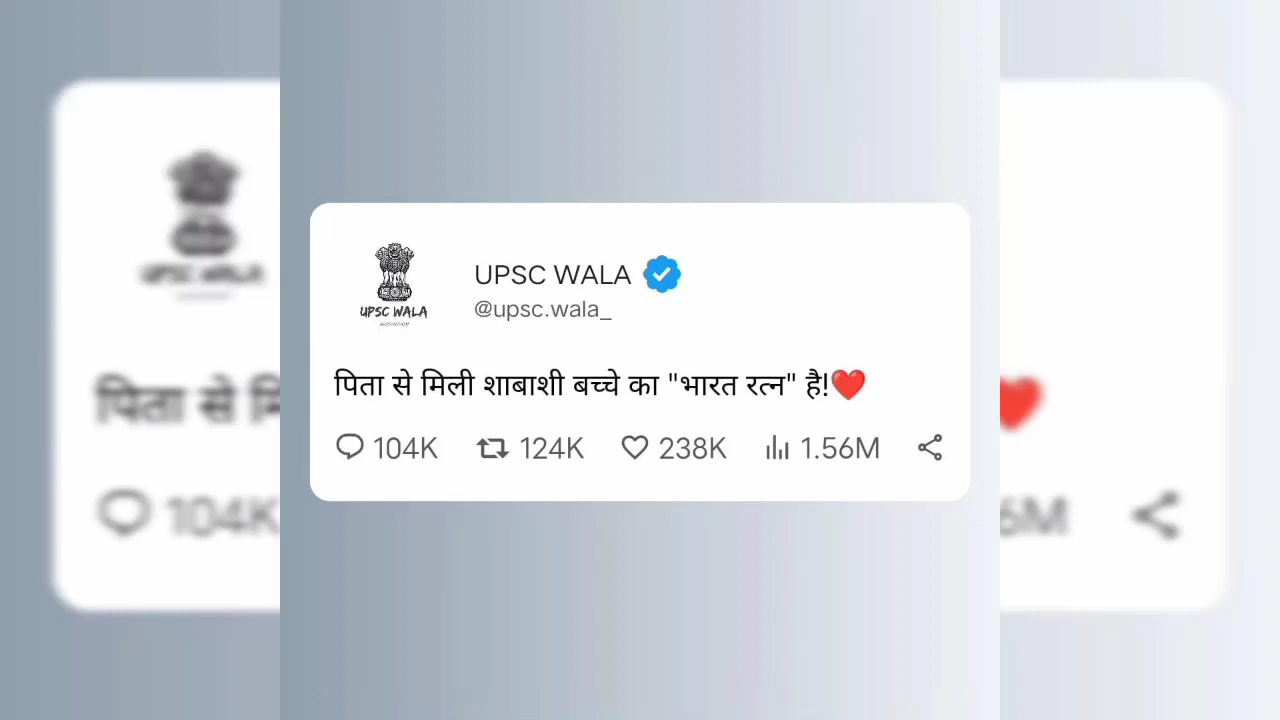 UPSC WALA
UPSC WALA
@upsc.wala_
पिता से मिली शाबाशी बच्चे का "भारत रत्न" है!❤️
104K 124K 238K 1.56M